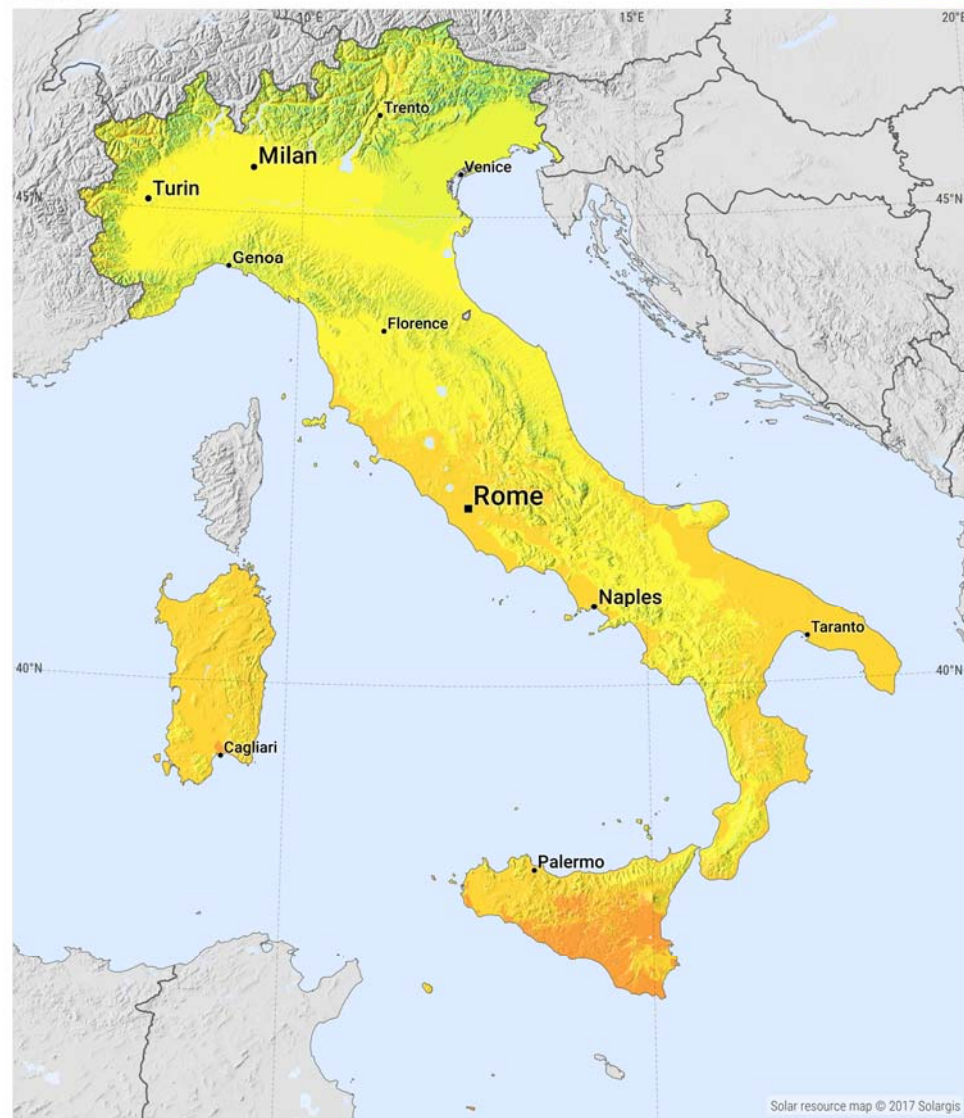 10°E
15°E
20°E
Trento
Milan
Venice
Turin
45°N
45°N
Genoa
Florence
Rome
Naples
Taranto
40°N
40°N
Cagliari
Palermo
Solar resource map © 2017 Solargis